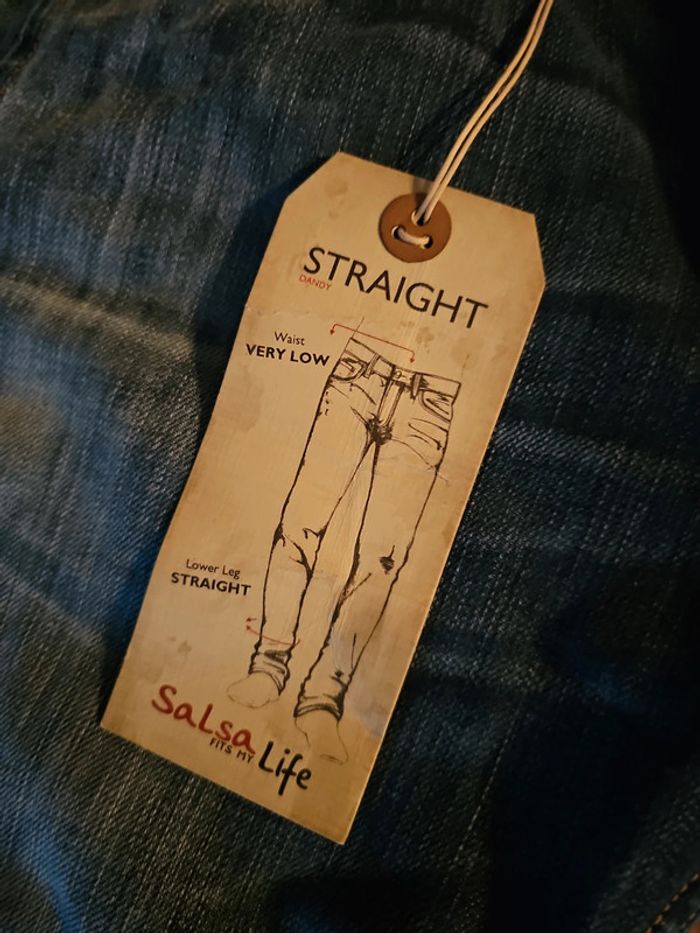 STRAIGHT
DANDY
Waist
VERY LOW
Lower Leg
STRAIGHT
Salsa
FITS MY Life